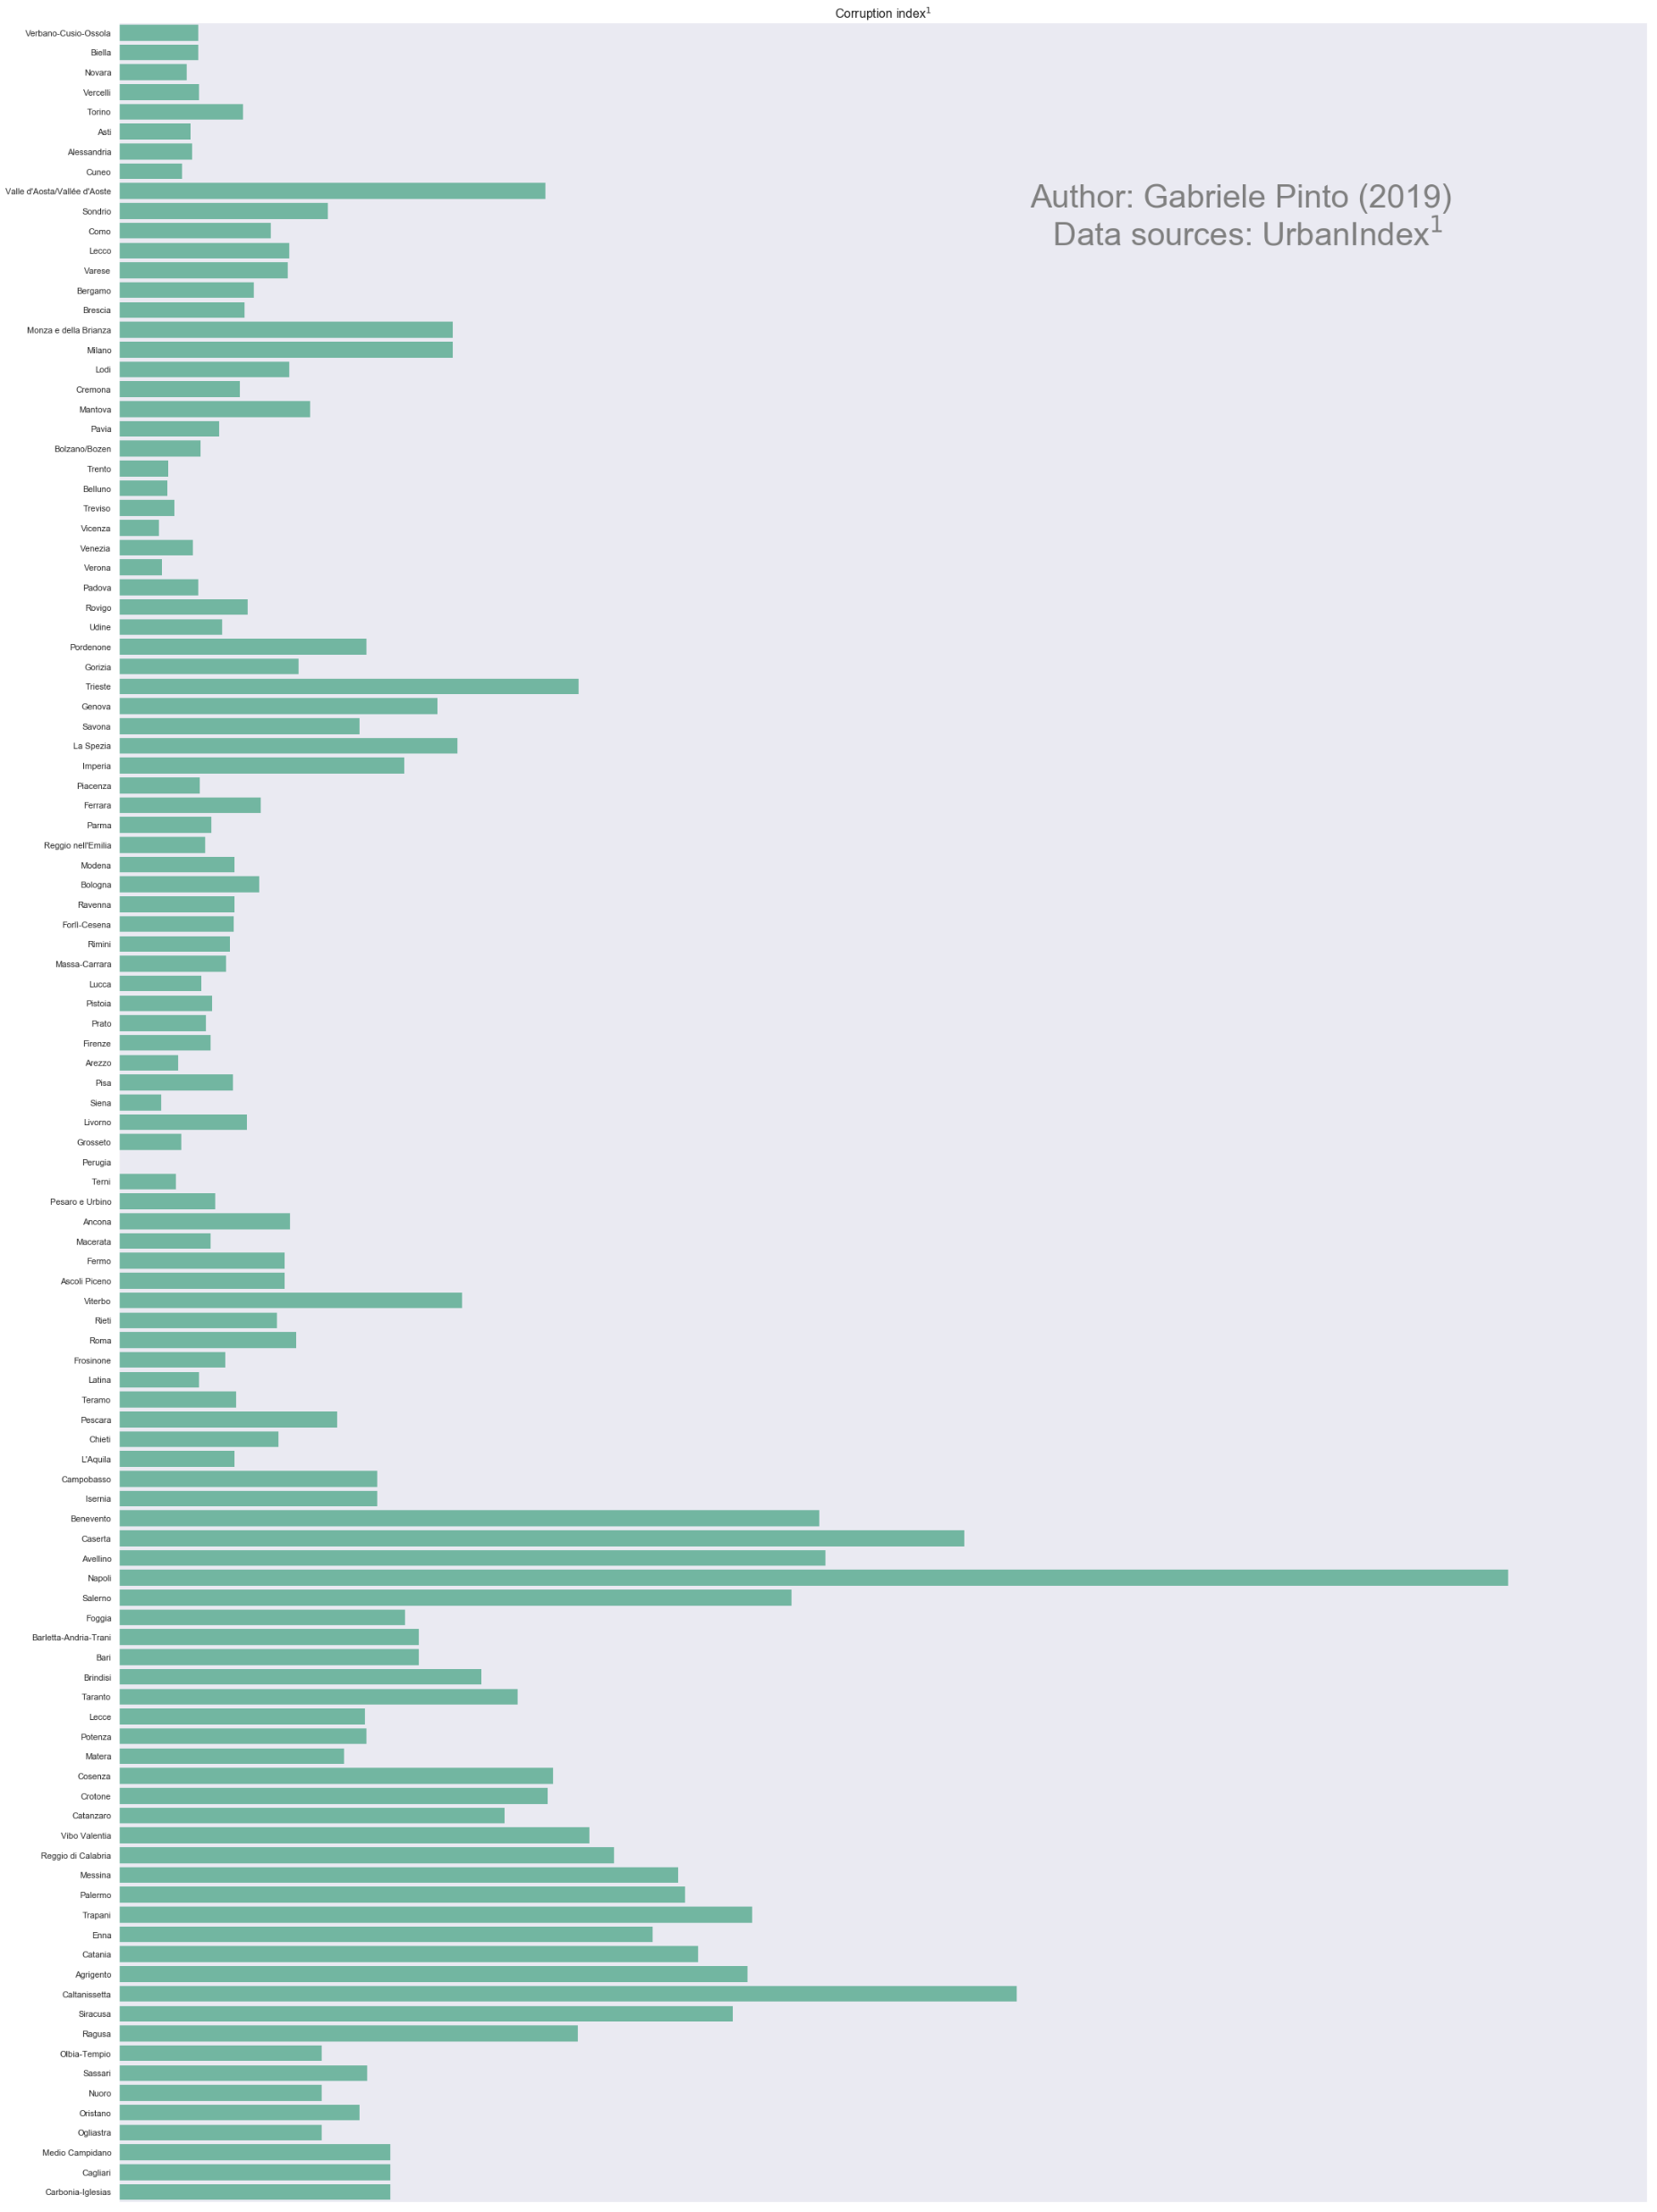 Corruption index¹
Verbano-Cusio-Ossola
Biella
Novara
Vercelli
Torino
Asti
Alessandria
Cuneo
Valle d'Aosta/Vallée d'Aoste
Author: Gabriele Pinto (2019)
Sondrio
Como
Data sources: UrbanIndex¹
Lecco
Varese
Bergamo
Brescia
Monza e della Brianza
Milano
Lodi
Cremona
Mantova
Pavia
Bolzano/Bozen
Trento
Belluno
Treviso
Vicenza
Venezia
Verona
Padova
Rovigo
Udine
Pordenone
Gorizia
Trieste
Genova
Savona
La Spezia
Imperia
Piacenza
Ferrara
Parma
Reggio nell'Emilia
Modena
Bologna
Ravenna
Forlì-Cesena
Rimini
Massa-Carrara
Lucca
Pistoia
Prato
Firenze
Arezzo
Pisa
Siena
Livorno
Grosseto
Perugia
Terni
Pesaro e Urbino
Ancona
Macerata
Fermo
Ascoli Piceno
Viterbo
Rieti
Roma
Frosinone
Latina
Teramo
Pescara
Chieti
L'Aquila
Campobasso
Isernia
Benevento
Caserta
Avellino
Napoli
Salerno
Foggia
Barletta-Andria-Trani
Bari
Brindisi
Taranto
Lecce
Potenza
Matera
Cosenza
Crotone
Catanzaro
Vibo Valentia
Reggio di Calabria
Messina
Palermo
Trapani
Enna
Catania
Agrigento
Caltanissetta
Siracusa
Ragusa
Olbia-Tempio
Sassari
Nuoro
Oristano
Ogliastra
Medio Campidano
Cagliari
Carbonia-Iglesias